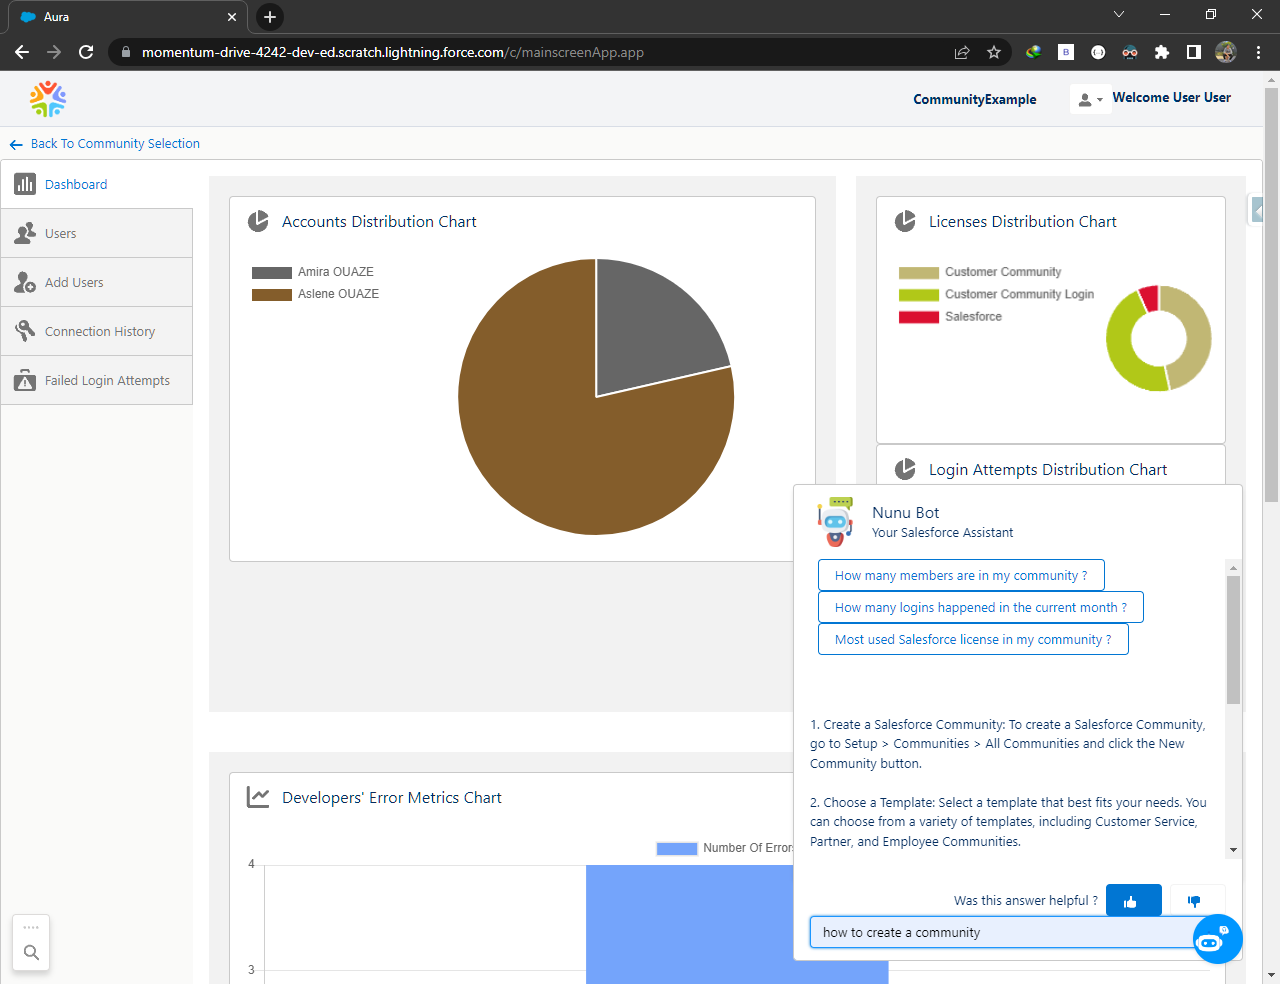 Aura
momentum-drive-4242-dev-ed.scratch.lightning.force.com/c/mainscreenApp.app
CommunityExample
Welcome User User
Back To Community Selection
Dashboard
Users
Add Users
Connection History
Failed Login Attempts
Accounts Distribution Chart
Amira OUAZE
Aslene OUAZE
Licenses Distribution Chart
Customer Community
Customer Community Login
Salesforce
Login Attempts Distribution Chart
Developers' Error Metrics Chart
Number Of Errors
4
3
Nunu Bot
Your Salesforce Assistant
How many members are in my community ?
How many logins happened in the current month ?
Most used Salesforce license in my community ?
1. Create a Salesforce Community: To create a Salesforce Community,
go to Setup > Communities > All Communities and click the New
Community button.
2. Choose a Template: Select a template that best fits your needs. You
can choose from a variety of templates, including Customer Service,
Partner, and Employee Communities.
Was this answer helpful ?
how to create a community